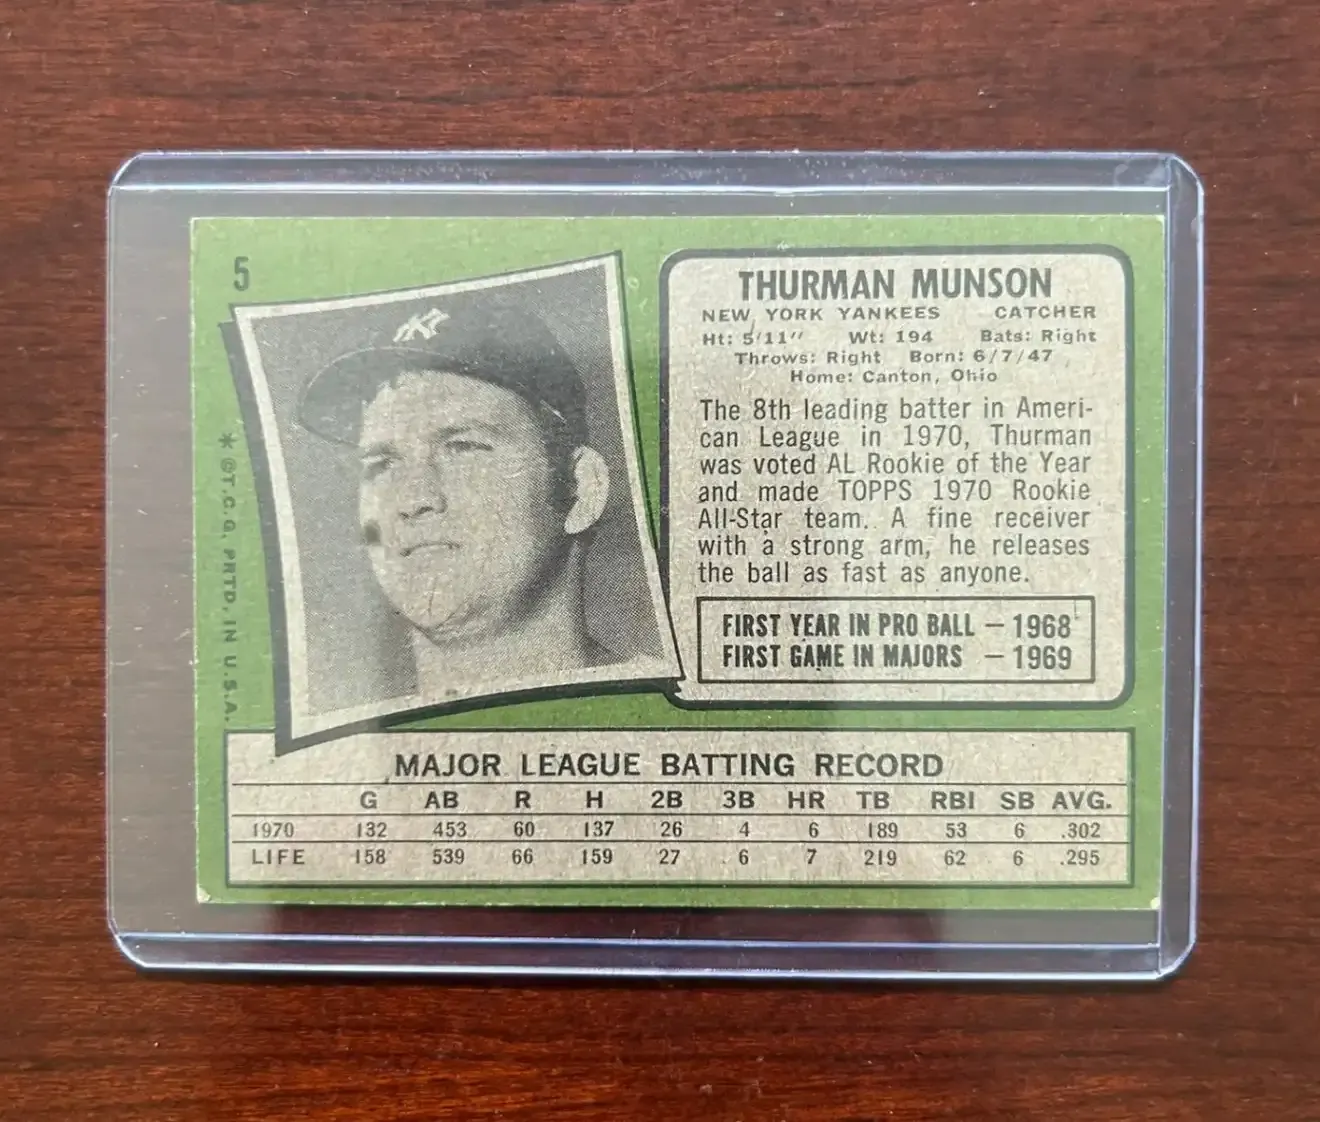 5
THURMAN MUNSON
NEW YORK YANKEES CATCHER
Ht: 5'11" Wt: 194 Bats: Right
Throws: Right Born: 6/7/47
Home: Canton, Ohio
The 8th leading batter in Ameri-
can League in 1970, Thurman
was voted AL Rookie of the Year
and made TOPPS 1970 Rookie
All-Star team. A fine receiver
with a strong arm, he releases
the ball as fast as anyone.
FIRST YEAR IN PRO BALL — 1968
FIRST GAME IN MAJORS — 1969
NY
* ©T.C.G. PRTD. IN U.S.A.
MAJOR LEAGUE BATTING RECORD
G AB R H 2B 3B HR TB RBI SB AVG.
1970 132 453 60 137 26 4 6 189 53 6 .302
LIFE 158 539 66 159 27 6 7 219 62 6 .295